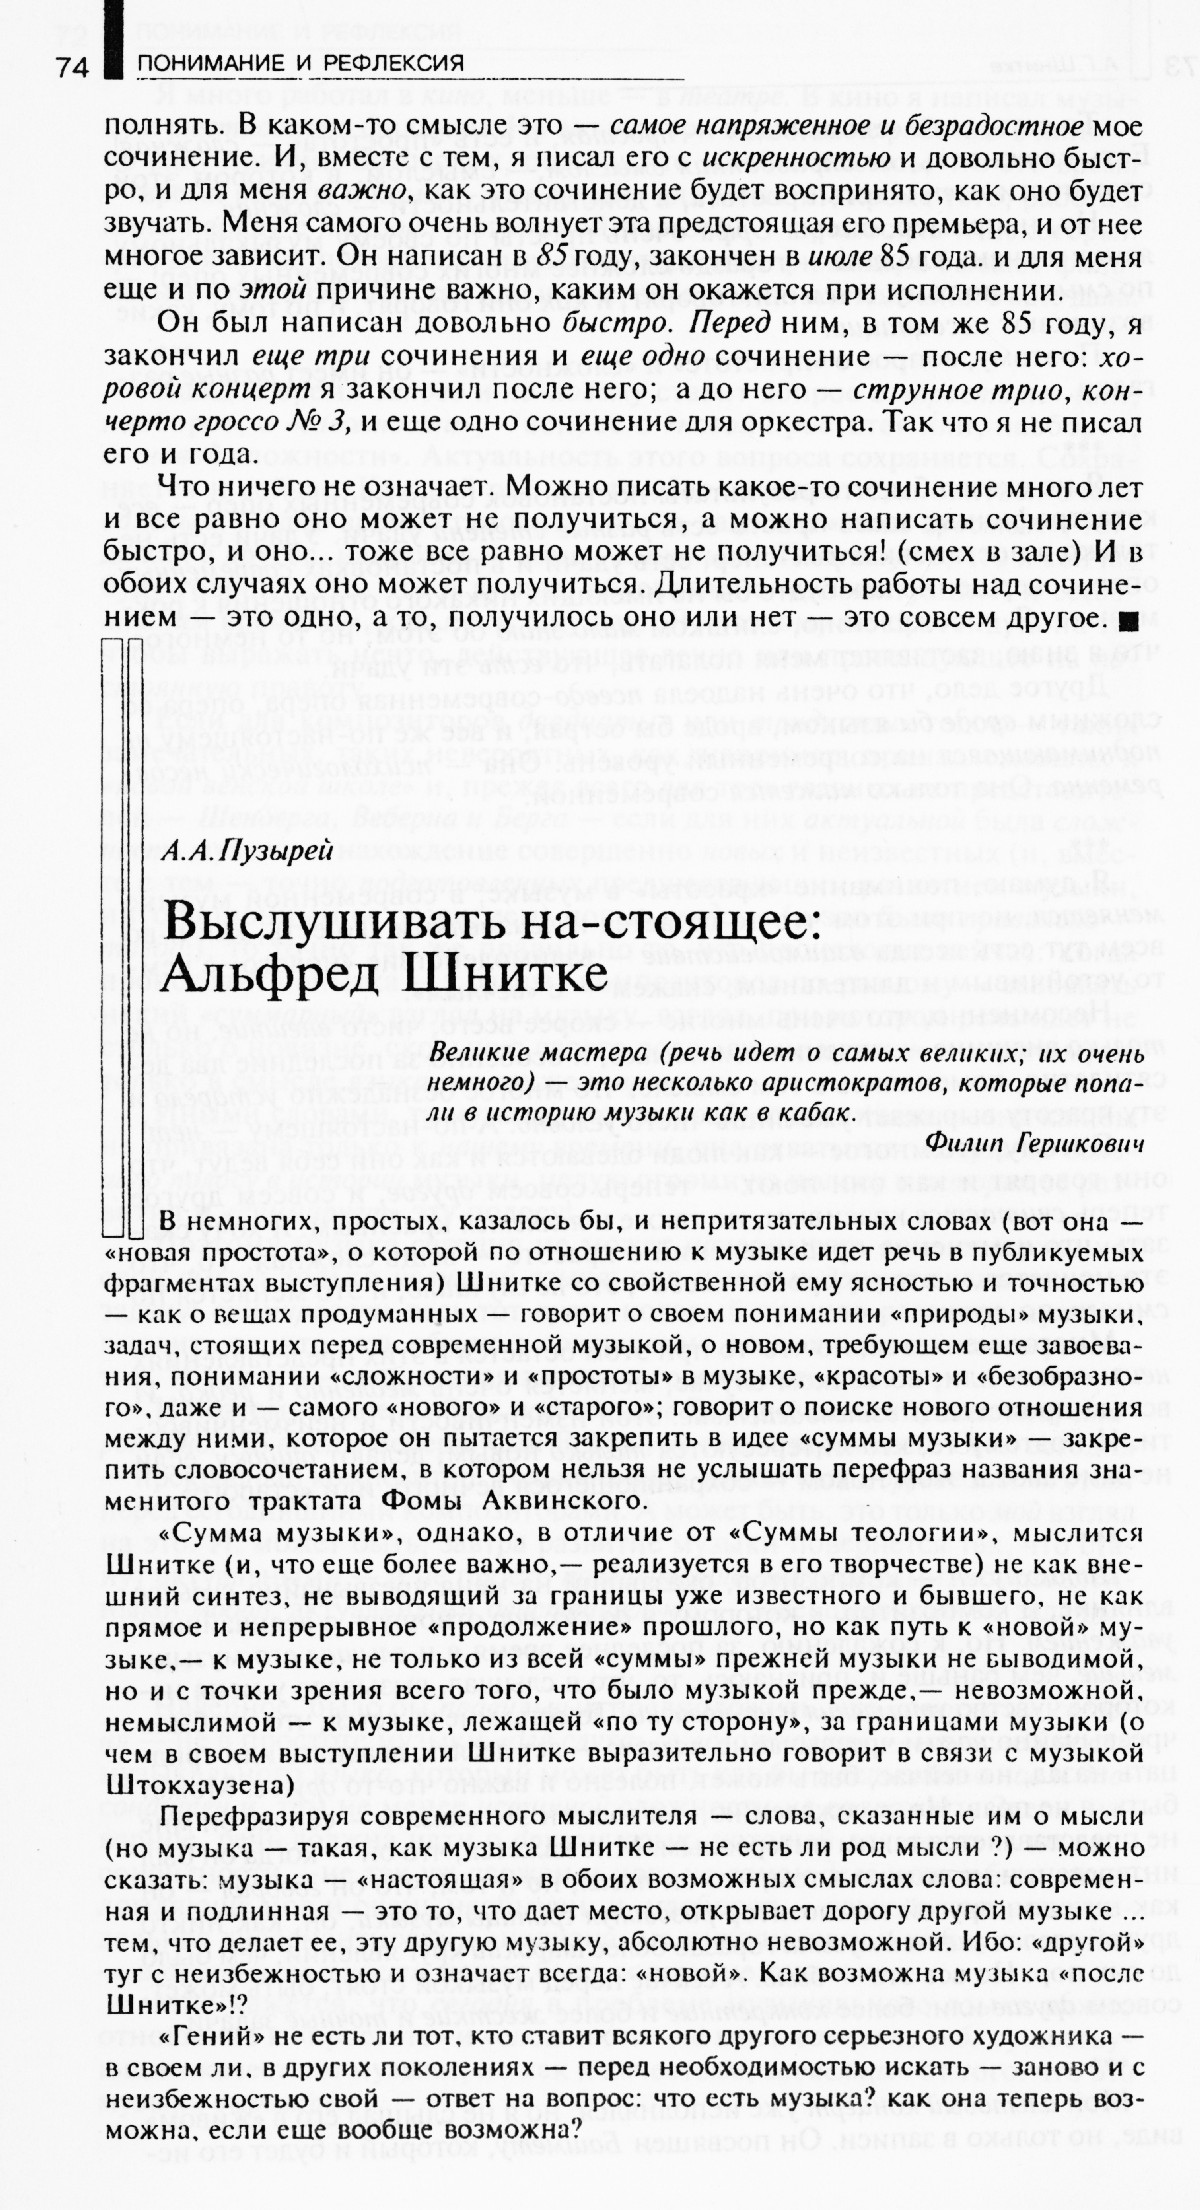 74 ПОНИМАНИЕ И РЕФЛЕКСИЯ
полнять. В каком-то смысле это — самое напряженное и безрадостное мое
сочинение. И, вместе с тем, я писал его с искренностью и довольно быст-
ро, и для меня важно, как это сочинение будет воспринято, как оно будет
звучать. Меня самого очень волнует эта предстоящая его премьера, и от нее
многое зависит. Он написан в 85 году, закончен в июле 85 года. и для меня
еще и по этой причине важно, каким он окажется при исполнении.
Он был написан довольно быстро. Перед ним, в том же 85 году, я
закончил еще три сочинения и еще одно сочинение — после него: хо-
ровой концерт я закончил после него; а до него — струнное трио, кон-
черто гроссо № 3, и еще одно сочинение для оркестра. Так что я не писал
его и года.
Что ничего не означает. Можно писать какое-то сочинение много лет
и все равно оно может не получиться, а можно написать сочинение
быстро, и оно... тоже все равно может не получиться! (смех в зале) И в
обоих случаях оно может получиться. Длительность работы над сочине-
нием — это одно, а то, получилось оно или нет — это совсем другое. ■
А.А.Пузырей
Выслушивать на-стоящее:
Альфред Шнитке
Великие мастера (речь идет о самых великих; их очень
немного) — это несколько аристократов, которые попа-
ли в историю музыки как в кабак.
Филип Гершкович
В немногих, простых, казалось бы, и непритязательных словах (вот она —
«новая простота», о которой по отношению к музыке идет речь в публикуемых
фрагментах выступления) Шнитке со свойственной ему ясностью и точностью
— как о вещах продуманных — говорит о своем понимании «природы» музыки,
задач, стоящих перед современной музыкой, о новом, требующем еще завоева-
ния, понимании «сложности» и «простоты» в музыке, «красоты» и «безобразно-
го», даже и — самого «нового» и «старого»; говорит о поиске нового отношения
между ними, которое он пытается закрепить в идее «суммы музыки» — закре-
пить словосочетанием, в котором нельзя не услышать перефраз названия зна-
менитого трактата Фомы Аквинского.
«Сумма музыки», однако, в отличие от «Суммы теологии», мыслится
Шнитке (и, что еще более важно,— реализуется в его творчестве) не как вне-
шний синтез, не выводящий за границы уже известного и бывшего, не как
прямое и непрерывное «продолжение» прошлого, но как путь к «новой» му-
зыке,— к музыке, не только из всей «суммы» прежней музыки не выводимой,
но и с точки зрения всего того, что было музыкой прежде,— невозможной,
немыслимой — к музыке, лежащей «по ту сторону», за границами музыки (о
чем в своем выступлении Шнитке выразительно говорит в связи с музыкой
Штокхаузена)
Перефразируя современного мыслителя — слова, сказанные им о мысли
(но музыка — такая, как музыка Шнитке — не есть ли род мысли ?) — можно
сказать: музыка — «настоящая» в обоих возможных смыслах слова: современ-
ная и подлинная — это то, что дает место, открывает дорогу другой музыке ...
тем, что делает ее, эту другую музыку, абсолютно невозможной. Ибо: «другой»
тут с неизбежностью и означает всегда: «новой». Как возможна музыка «после
Шнитке»!?
«Гений» не есть ли тот, кто ставит всякого другого серьезного художника —
в своем ли, в других поколениях — перед необходимостью искать — заново и с
неизбежностью свой — ответ на вопрос: что есть музыка? как она теперь воз-
можна, если еще вообще возможна?